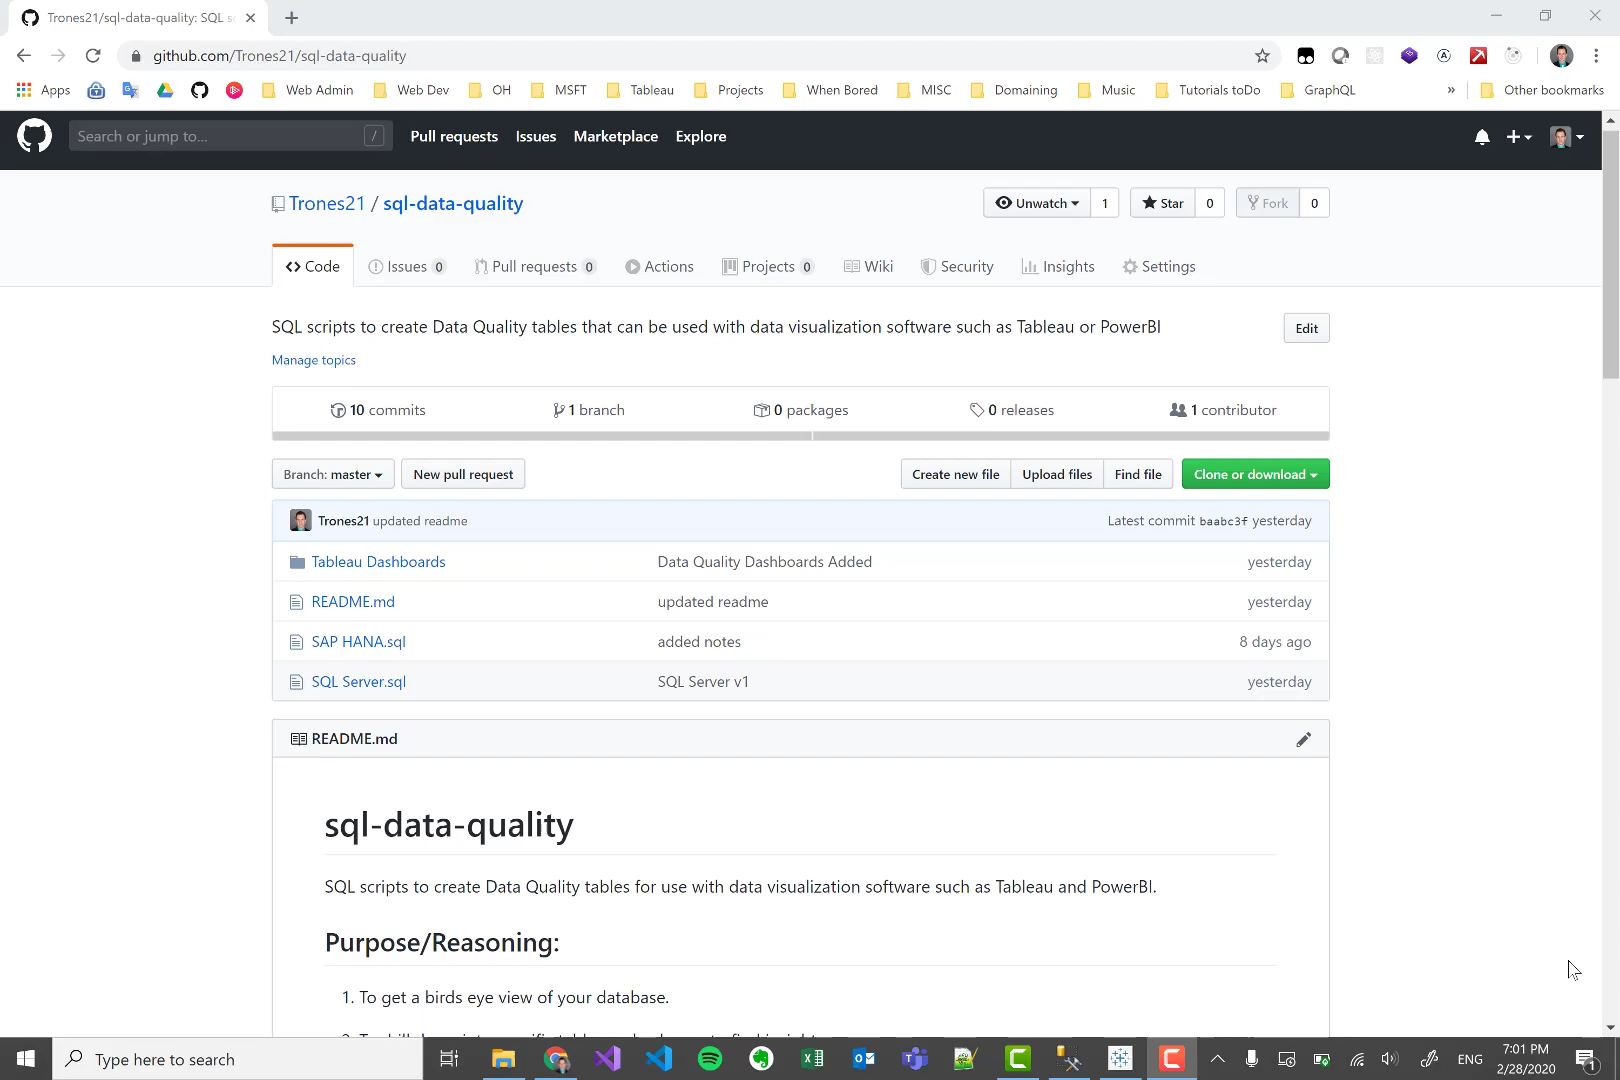 Trones21/sql-data-quality: SQL s
github.com/Trones21/sql-data-quality
Apps Web Admin Web Dev OH MSFT Tableau Projects When Bored MISC Domaining Music Tutorials toDo GraphQL » Other bookmarks
Search or jump to... / Pull requests Issues Marketplace Explore
Trones21 / sql-data-quality Unwatch 1 Star 0 Fork 0
Code Issues 0 Pull requests 0 Actions Projects 0 Wiki Security Insights Settings
SQL scripts to create Data Quality tables that can be used with data visualization software such as Tableau or PowerBI Edit
Manage topics
10 commits 1 branch 0 packages 0 releases 1 contributor
Branch: master New pull request Create new file Upload files Find file Clone or download
Trones21 updated readme Latest commit baabc3f yesterday
Tableau Dashboards Data Quality Dashboards Added yesterday
README.md updated readme yesterday
SAP HANA.sql added notes 8 days ago
SQL Server.sql SQL Server v1 yesterday
README.md
sql-data-quality
SQL scripts to create Data Quality tables for use with data visualization software such as Tableau and PowerBI.
Purpose/Reasoning:
1. To get a birds eye view of your database.
Type here to search ENG 7:01 PM
2/28/2020 1